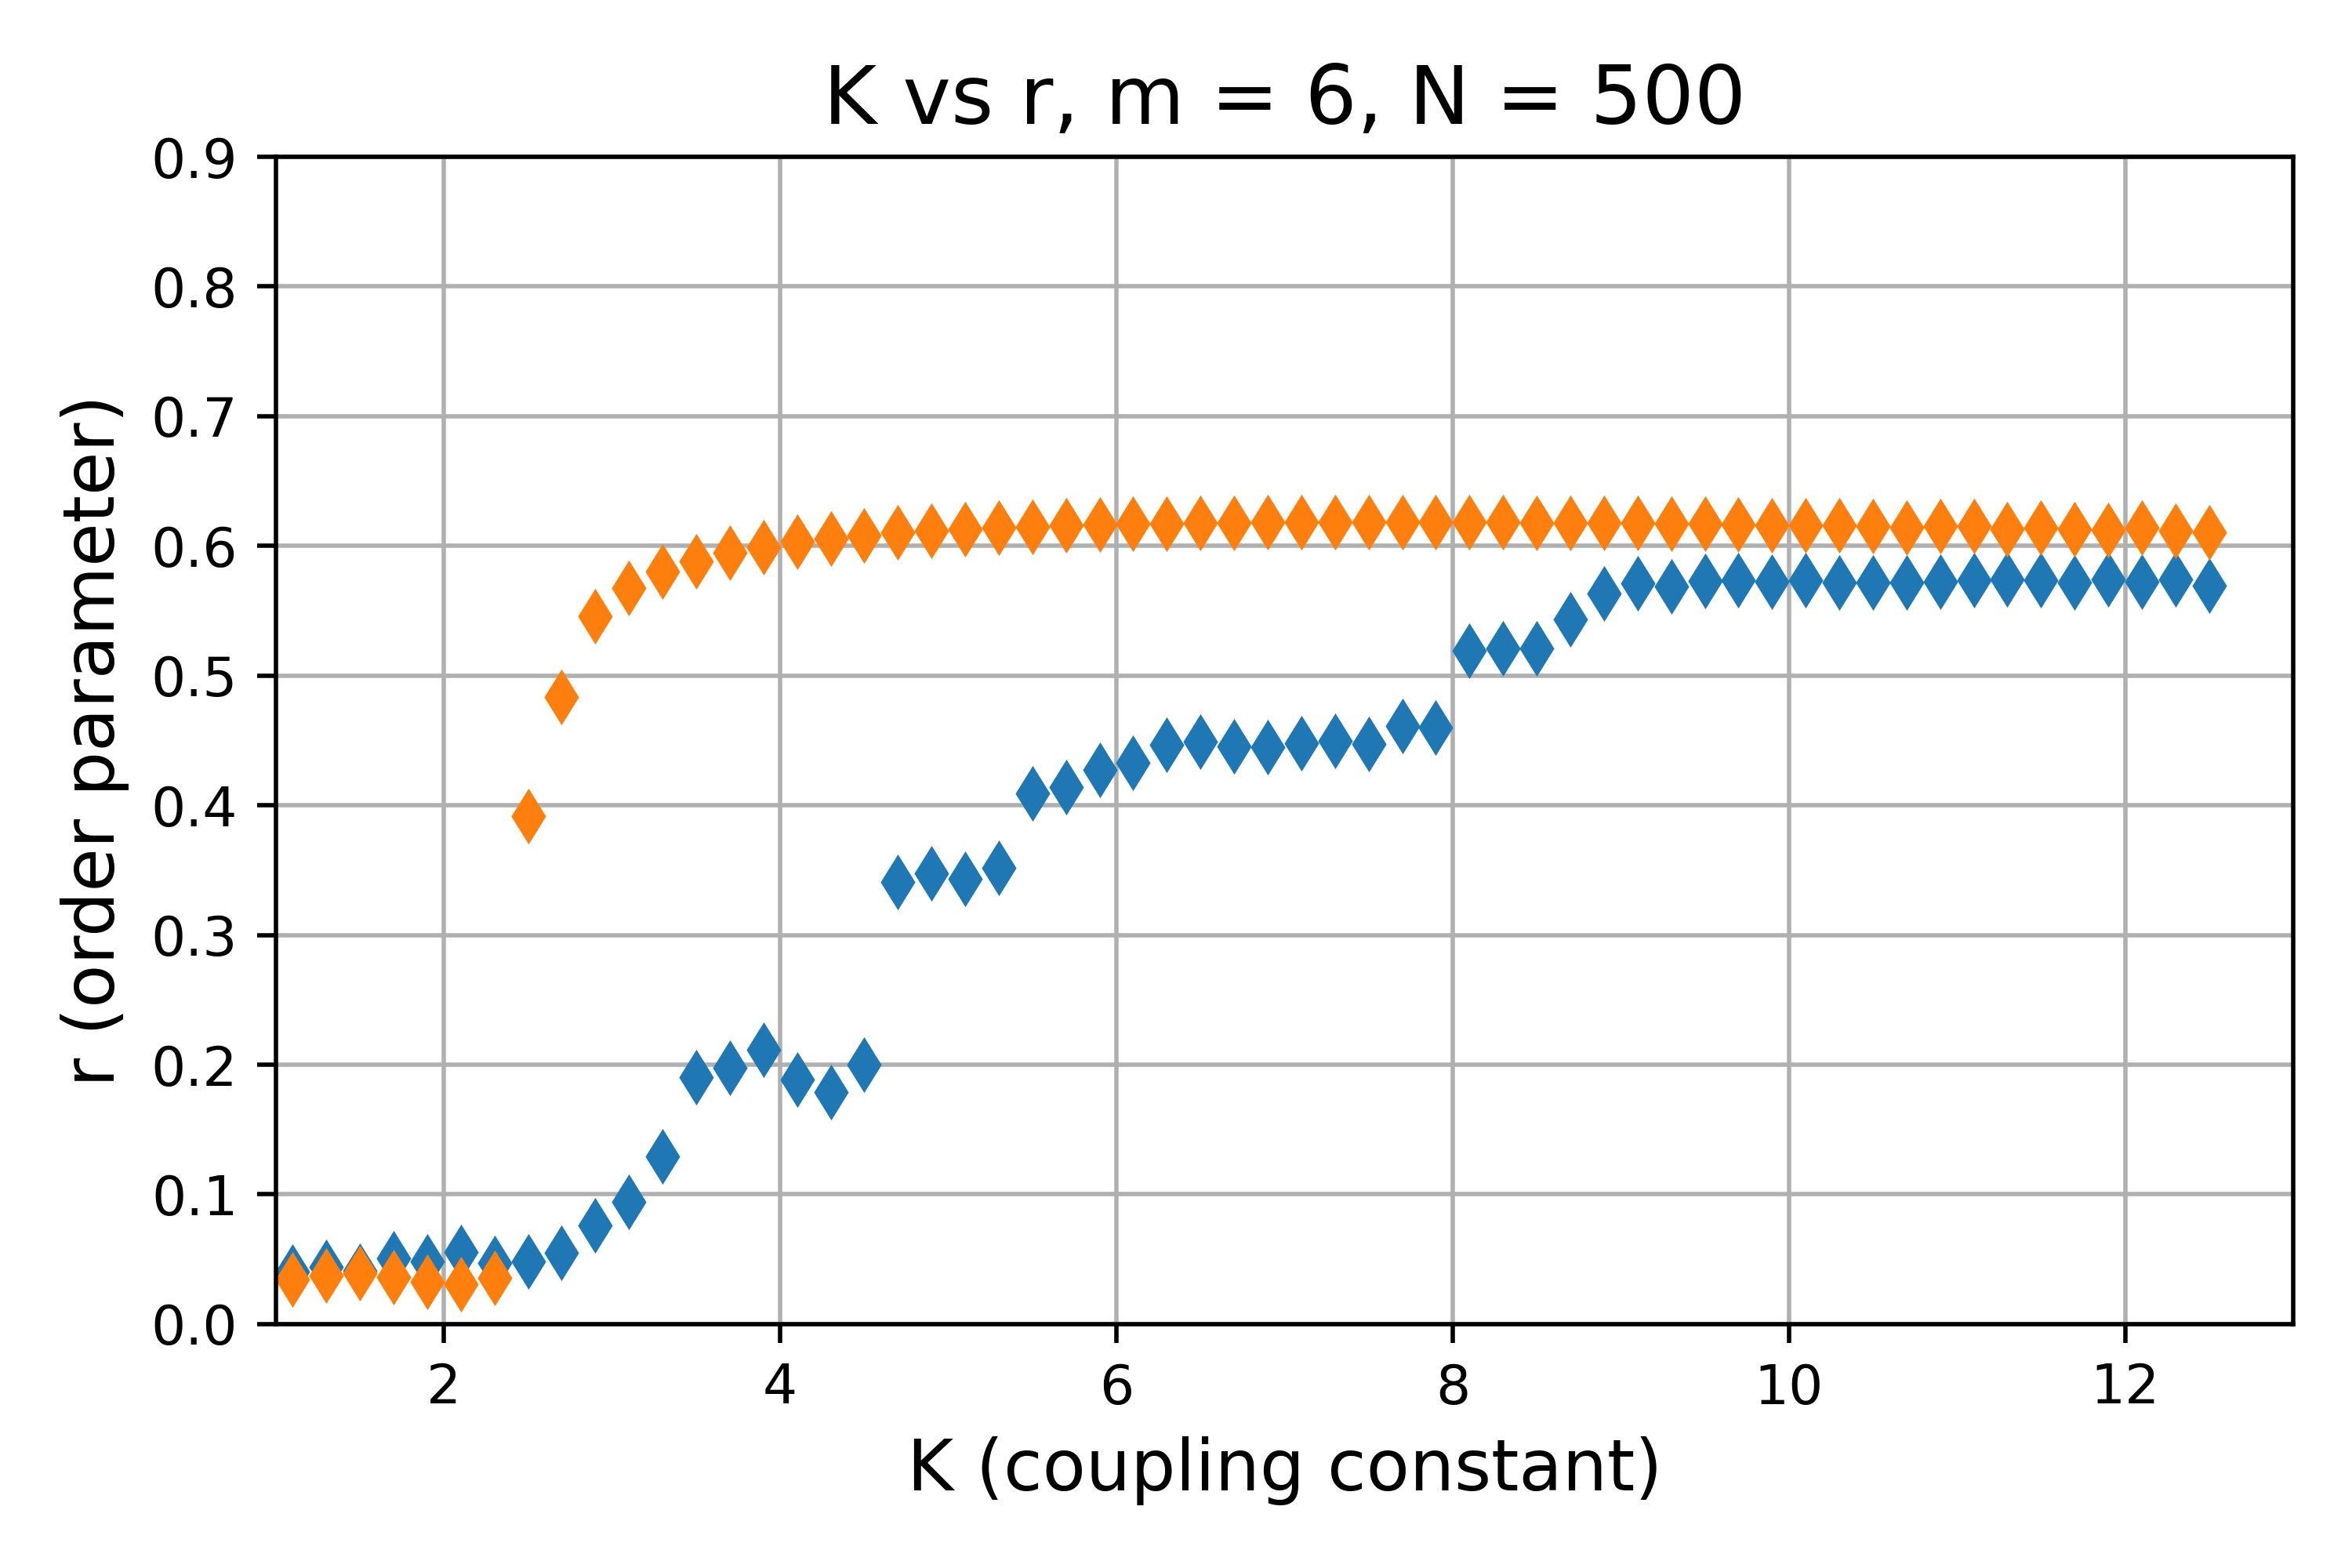 K vs r, m = 6, N = 500
r (order parameter)
0.9
0.8
0.7
0.6
0.5
0.4
0.3
0.2
0.1
0.0
2 4 6 8 10 12
K (coupling constant)